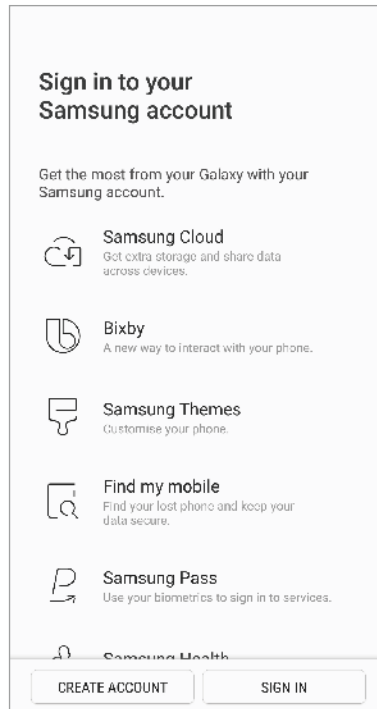 Sign in to your
Samsung account
Get the most from your Galaxy with your
Samsung account.
Samsung Cloud
Get extra storage and share data
across devices.
Bixby
A new way to interact with your phone.
Samsung Themes
Customise your phone.
Find my mobile
Find your lost phone and keep your
data secure.
Samsung Pass
Use your biometrics to sign in to services.
Samsung Health
CREATE ACCOUNT SIGN IN